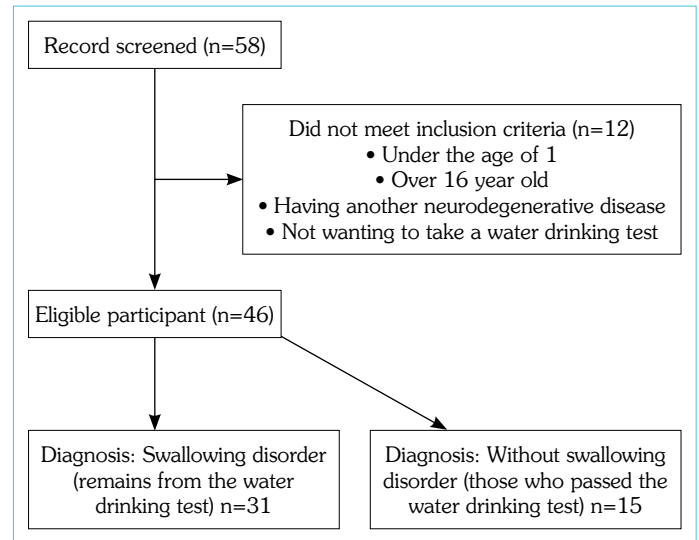 Record screened (n=58)
Did not meet inclusion criteria (n=12)
• Under the age of 1
• Over 16 year old
• Having another neurodegenerative disease
• Not wanting to take a water drinking test
Eligible participant (n=46)
Diagnosis: Swallowing disorder
(remains from the water
drinking test) n=31
Diagnosis: Without swallowing
disorder (those who passed the
water drinking test) n=15